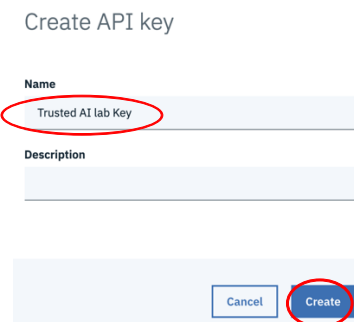 Create API key
Name
Trusted AI lab Key
Description
Cancel Create